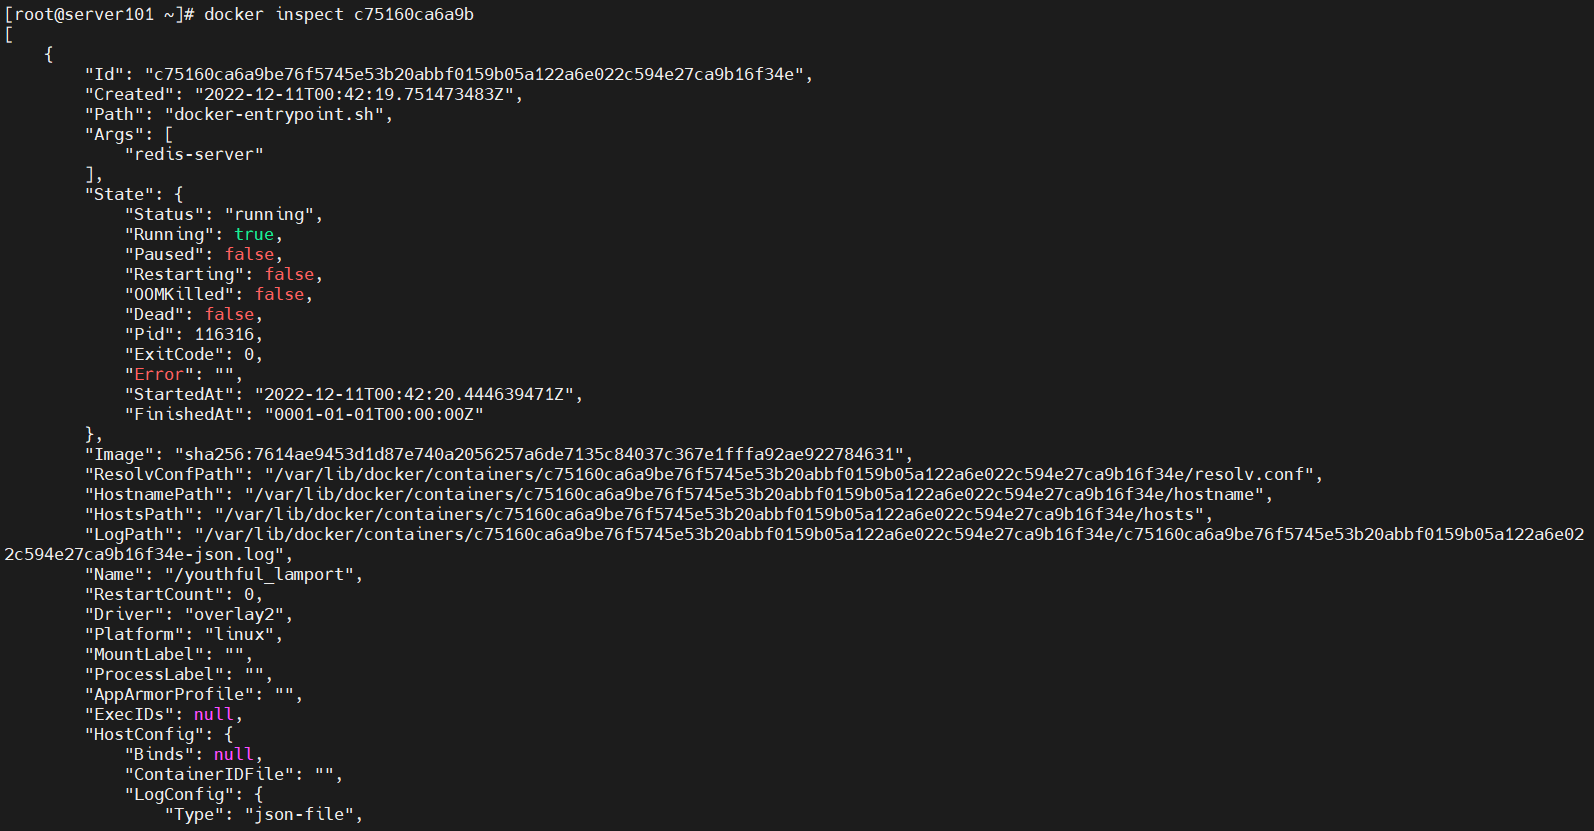 [root@server101 ~]# docker inspect c75160ca6a9b
[
    {
        "Id": "c75160ca6a9be76f5745e53b20abbf0159b05a122a6e022c594e27ca9b16f34e",
        "Created": "2022-12-11T00:42:19.751473483Z",
        "Path": "docker-entrypoint.sh",
        "Args": [
            "redis-server"
        ],
        "State": {
            "Status": "running",
            "Running": true,
            "Paused": false,
            "Restarting": false,
            "OOMKilled": false,
            "Dead": false,
            "Pid": 116316,
            "ExitCode": 0,
            "Error": "",
            "StartedAt": "2022-12-11T00:42:20.444639471Z",
            "FinishedAt": "0001-01-01T00:00:00Z"
        },
        "Image": "sha256:7614ae9453d1d87e740a2056257a6de7135c84037c367e1fffa92ae922784631",
        "ResolvConfPath": "/var/lib/docker/containers/c75160ca6a9be76f5745e53b20abbf0159b05a122a6e022c594e27ca9b16f34e/resolv.conf",
        "HostnamePath": "/var/lib/docker/containers/c75160ca6a9be76f5745e53b20abbf0159b05a122a6e022c594e27ca9b16f34e/hostname",
        "HostsPath": "/var/lib/docker/containers/c75160ca6a9be76f5745e53b20abbf0159b05a122a6e022c594e27ca9b16f34e/hosts",
        "LogPath": "/var/lib/docker/containers/c75160ca6a9be76f5745e53b20abbf0159b05a122a6e022c594e27ca9b16f34e/c75160ca6a9be76f5745e53b20abbf0159b05a122a6e02
2c594e27ca9b16f34e-json.log",
        "Name": "/youthful_lamport",
        "RestartCount": 0,
        "Driver": "overlay2",
        "Platform": "linux",
        "MountLabel": "",
        "ProcessLabel": "",
        "AppArmorProfile": "",
        "ExecIDs": null,
        "HostConfig": {
            "Binds": null,
            "ContainerIDFile": "",
            "LogConfig": {
                "Type": "json-file",